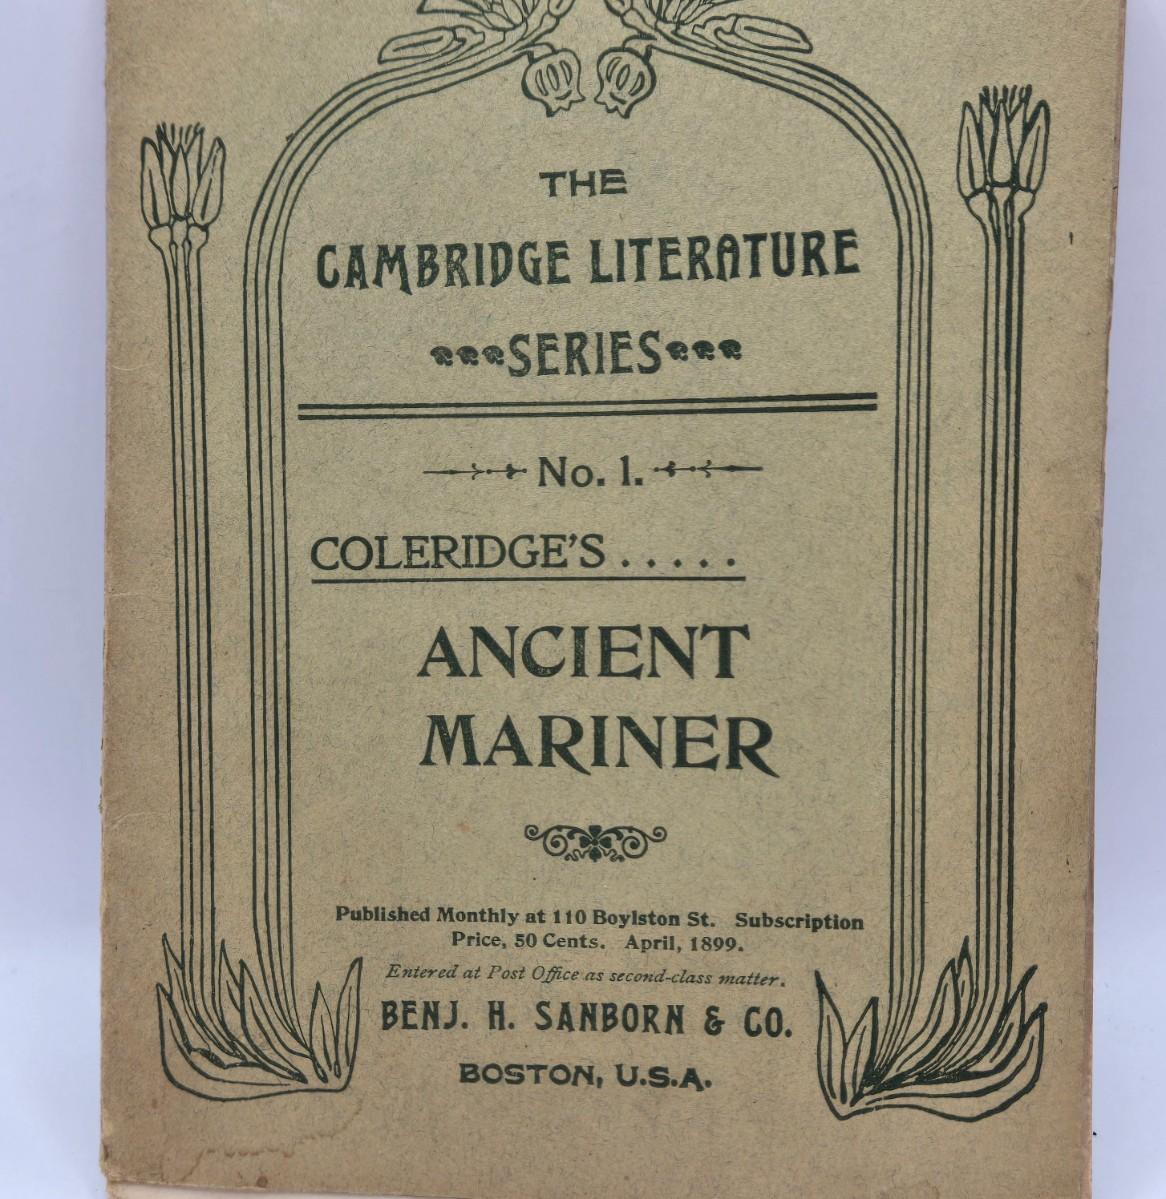 THE
CAMBRIDGE LITERATURE
SERIES
No. 1.
COLERIDGE'S . . . . .
ANCIENT
MARINER
Published Monthly at 110 Boylston St. Subscription
Price, 50 Cents. April, 1899.
Entered at Post Office as second-class matter.
BENJ. H. SANBORN & CO.
BOSTON, U.S.A.